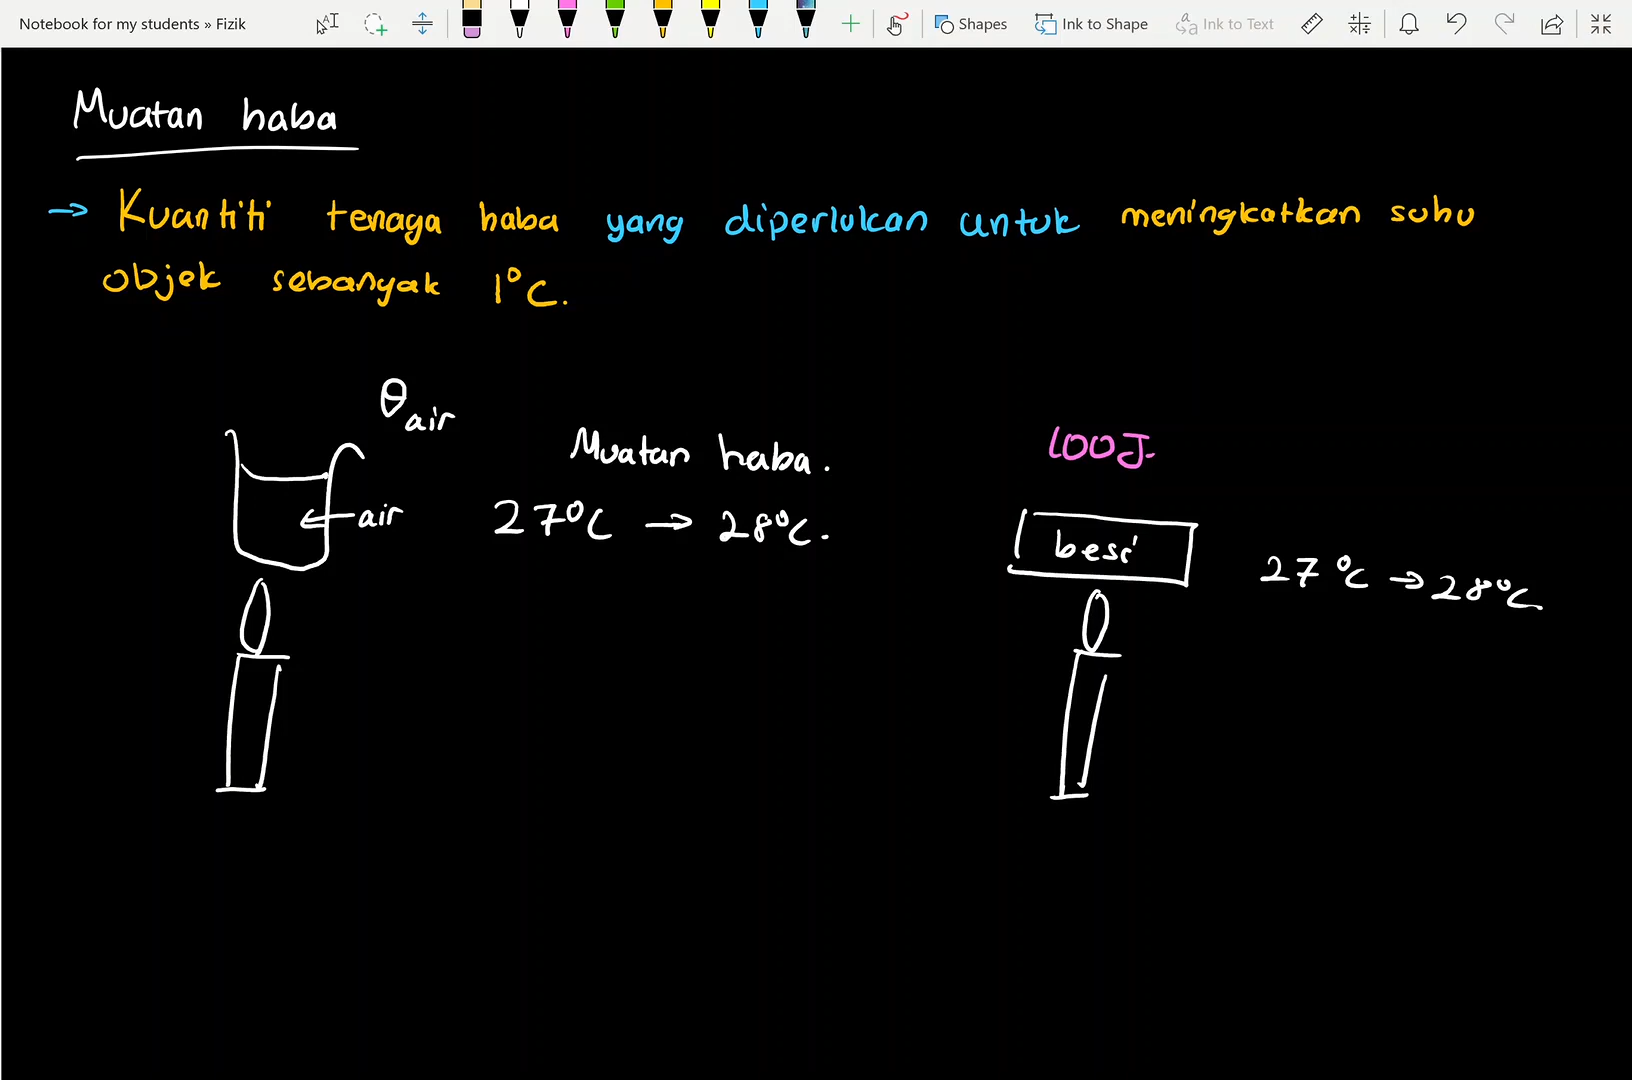 Notebook for my students » Fizik
Shapes
Ink to Shape
Ink to Text
Muatan haba
→ Kuantiti tenaga haba yang diperlukan untuk meningkatkan suhu
objek sebanyak 1°C.
θair
Muatan haba.
100J
air
27°C → 28°C.
besi
27°C → 28°C